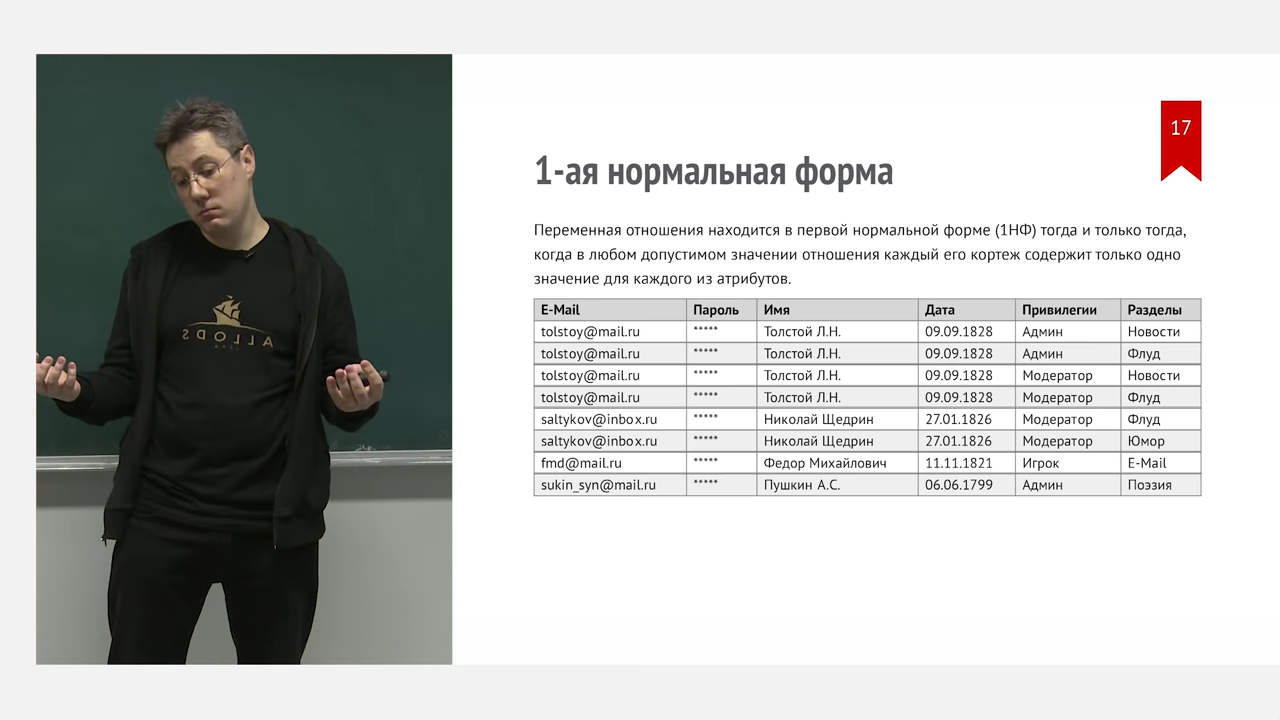 17
1-ая нормальная форма
Переменная отношения находится в первой нормальной форме (1НФ) тогда и только тогда,
когда в любом допустимом значении отношения каждый его кортеж содержит только одно
значение для каждого из атрибутов.
E-Mail Пароль Имя Дата Привилегии Разделы
tolstoy@mail.ru ***** Толстой Л.Н. 09.09.1828 Админ Новости
tolstoy@mail.ru ***** Толстой Л.Н. 09.09.1828 Админ Флуд
tolstoy@mail.ru ***** Толстой Л.Н. 09.09.1828 Модератор Новости
tolstoy@mail.ru ***** Толстой Л.Н. 09.09.1828 Модератор Флуд
saltykov@inbox.ru ***** Николай Щедрин 27.01.1826 Модератор Флуд
saltykov@inbox.ru ***** Николай Щедрин 27.01.1826 Модератор Юмор
fmd@mail.ru ***** Федор Михайлович 11.11.1821 Игрок E-Mail
sukin_syn@mail.ru ***** Пушкин А.С. 06.06.1799 Админ Поэзия
ALLODS